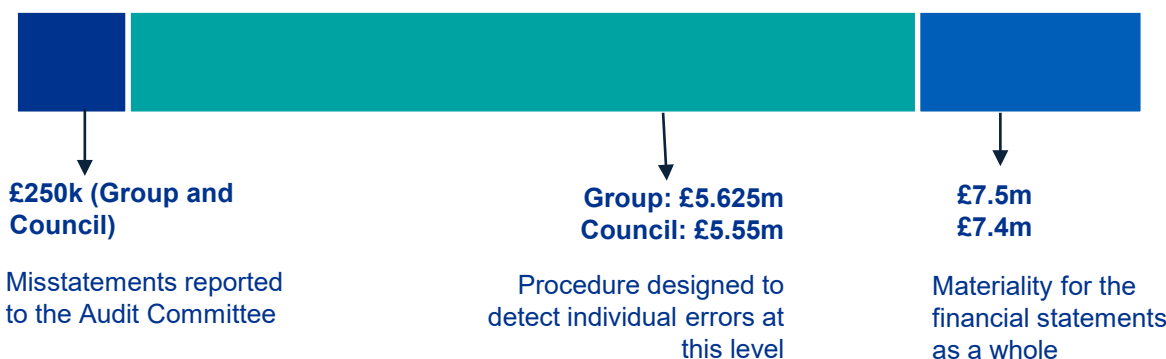 £250k (Group and
Council)
Misstatements reported
to the Audit Committee
Group: £5.625m
Council: £5.55m
Procedure designed to
detect individual errors at
this level
£7.5m
£7.4m
Materiality for the
financial statements
as a whole